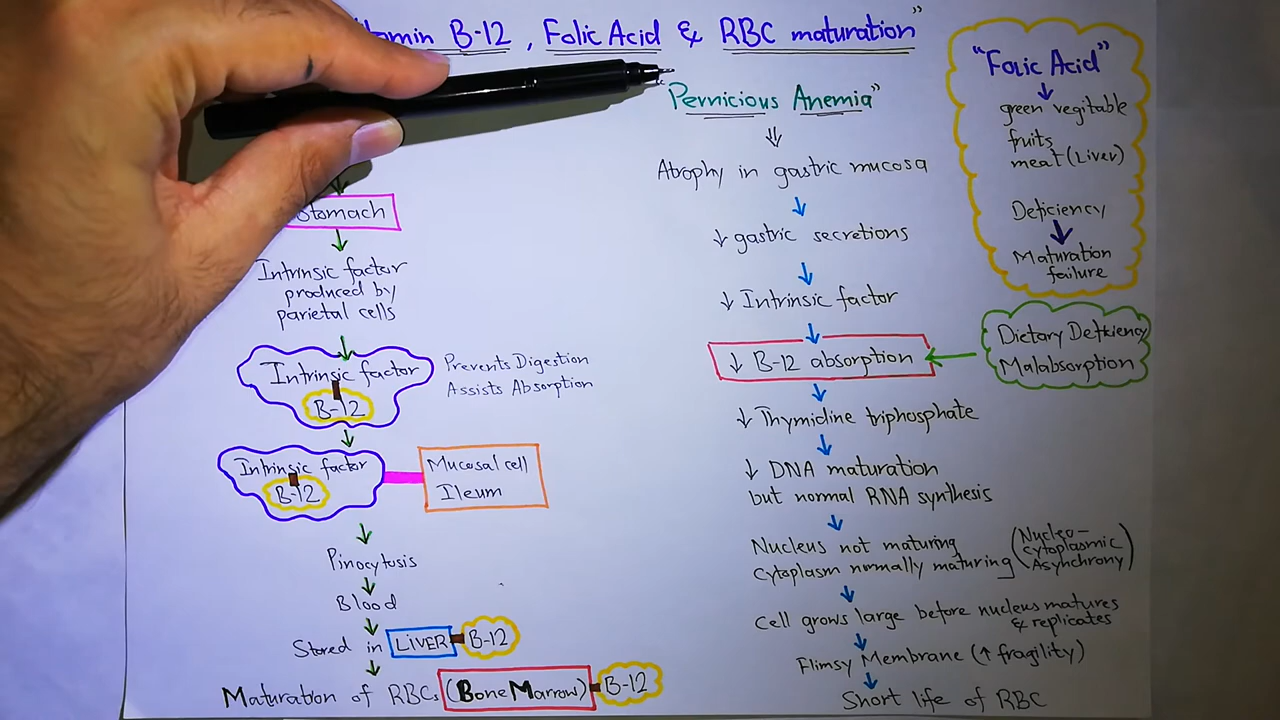 B-12, Folic Acid & RBC maturation"
Stomach
Intrinsic factor
produced by
parietal cells
Intrinsic factor
B-12
Prevents Digestion
Assists Absorption
Intrinsic factor
B-12
Mucosal cell
Ileum
Pinocytosis
Blood
Stored in LIVER B-12
Maturation of RBCs (Bone Marrow) B-12
Pernicious Anemia"
Atrophy in gastric mucosa
↓ gastric secretions
↓ Intrinsic factor
↓ B-12 absorption
↓ Thymidine triphosphate
↓ DNA maturation
but normal RNA synthesis
Nucleus not maturing
Cytoplasm normally maturing
(Nucleo-
cytoplasmic
Asynchrony)
Cell grows large before nucleus matures
& replicates
Flimsy Membrane (↑ fragility)
Short life of RBC
"Folic Acid"
green vegitable
fruits
meat (Liver)
Deficiency
Maturation
failure
Dietary Deficiency
Malabsorption